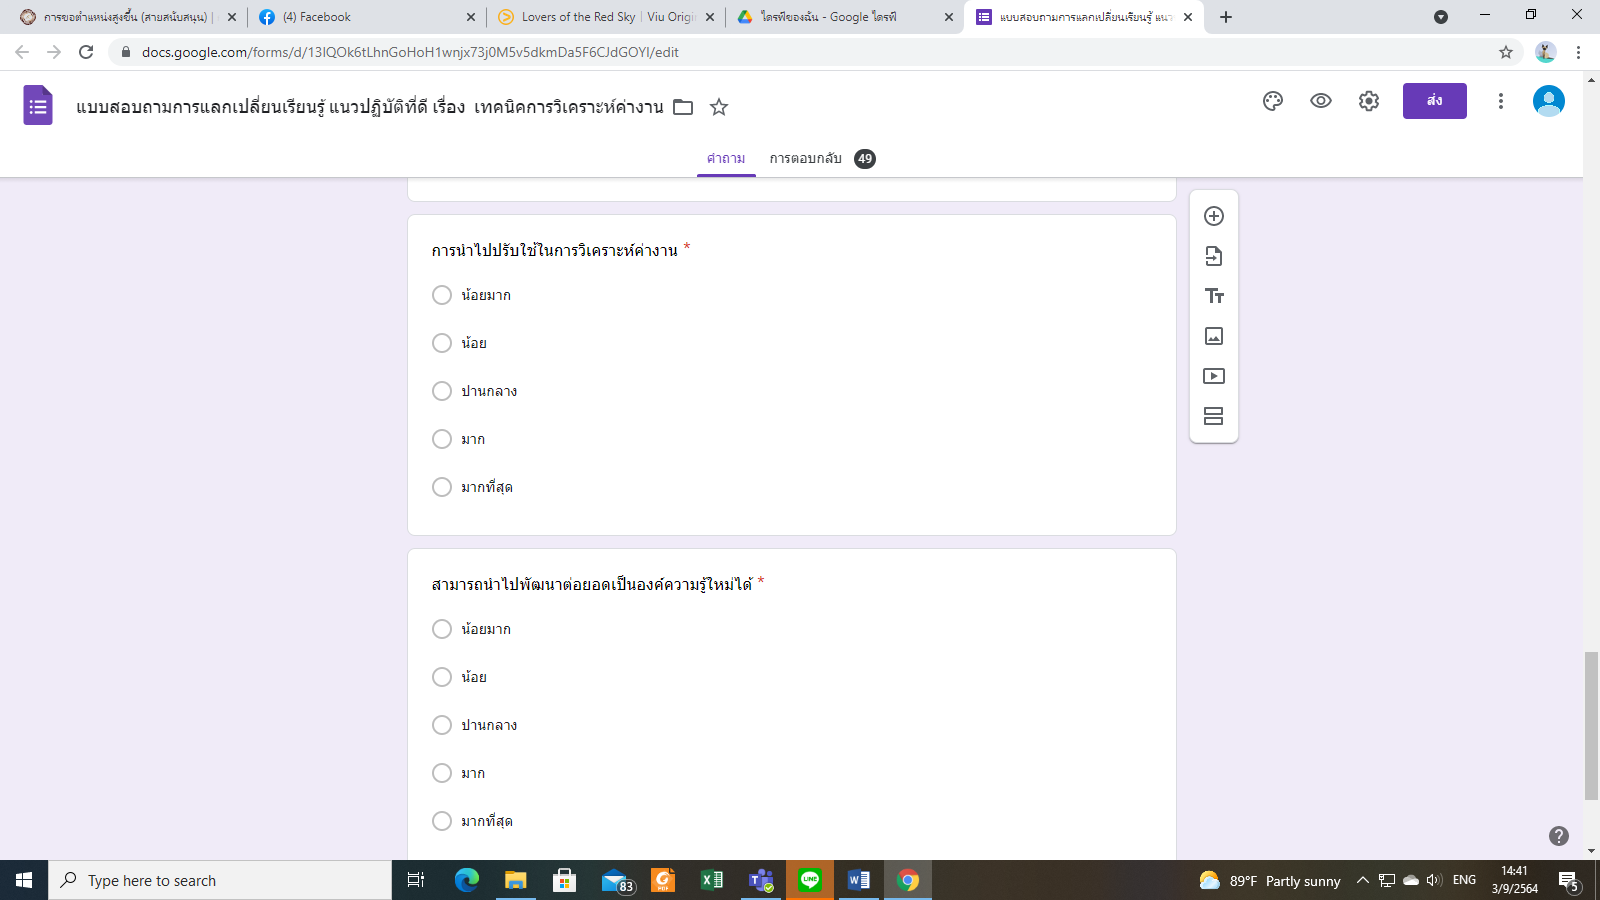 การขอตำแหน่งสูงขึ้น (สายสนับสนุน) |
(4) Facebook
Lovers of the Red Sky | Viu Origi
ไดรฟ์ของฉัน - Google ไดรฟ์
แบบสอบถามการแลกเปลี่ยนเรียนรู้ แนว
docs.google.com/forms/d/13IQOk6tLhnGoHoH1wnjx73j0M5v5dkmDa5F6CJdGOYI/edit
แบบสอบถามการแลกเปลี่ยนเรียนรู้ แนวปฏิบัติที่ดี เรื่อง เทคนิคการวิเคราะห์ค่างาน
ส่ง
คำถาม
การตอบกลับ 49
การนำไปปรับใช้ในการวิเคราะห์ค่างาน *
น้อยมาก
น้อย
ปานกลาง
มาก
มากที่สุด
สามารถนำไปพัฒนาต่อยอดเป็นองค์ความรู้ใหม่ได้ *
น้อยมาก
น้อย
ปานกลาง
มาก
มากที่สุด
Type here to search
83
89°F Partly sunny
ENG
14:41
3/9/2564
5